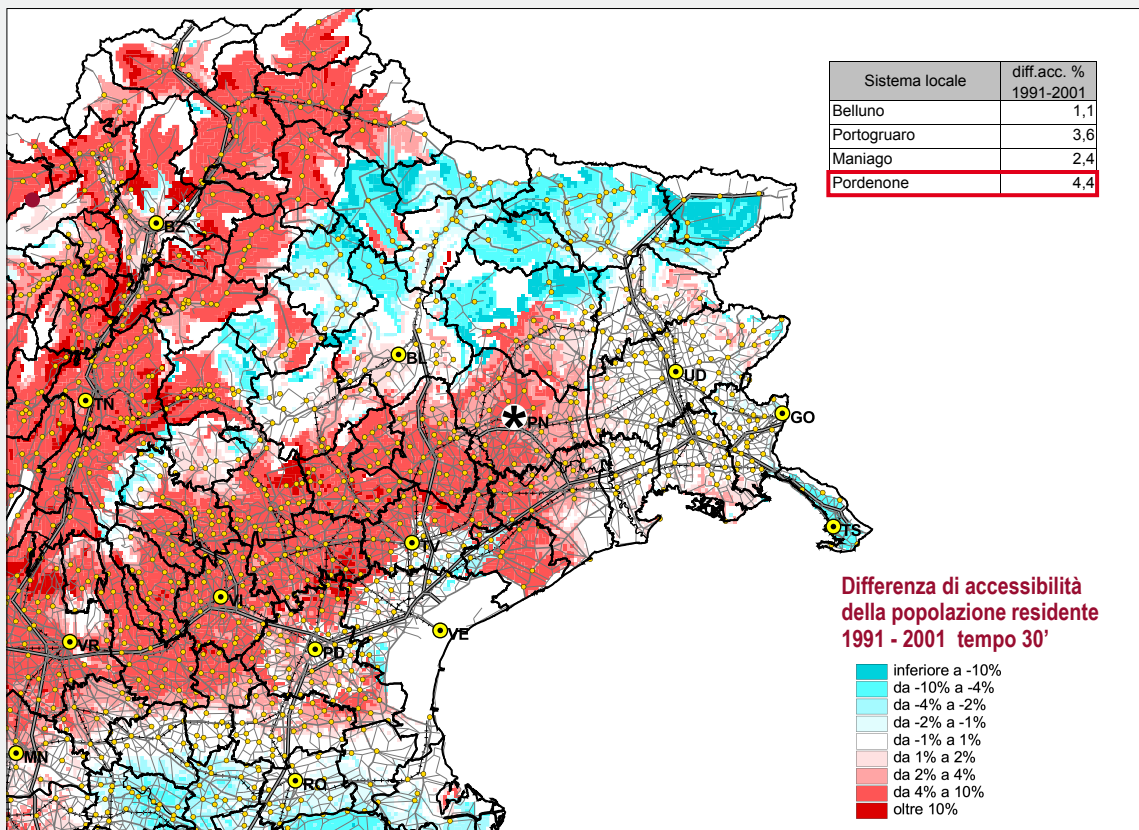 Sistema locale diff.acc. % 1991-2001
Belluno 1,1
Portogruaro 3,6
Maniago 2,4
Pordenone 4,4
BZ
BL
TN
UD
PN
GO
TS
TV
VI
VE
VR
PD
MN
RO
Differenza di accessibilità
della popolazione residente
1991 - 2001 tempo 30’
inferiore a -10%
da -10% a -4%
da -4% a -2%
da -2% a -1%
da -1% a 1%
da 1% a 2%
da 2% a 4%
da 4% a 10%
oltre 10%